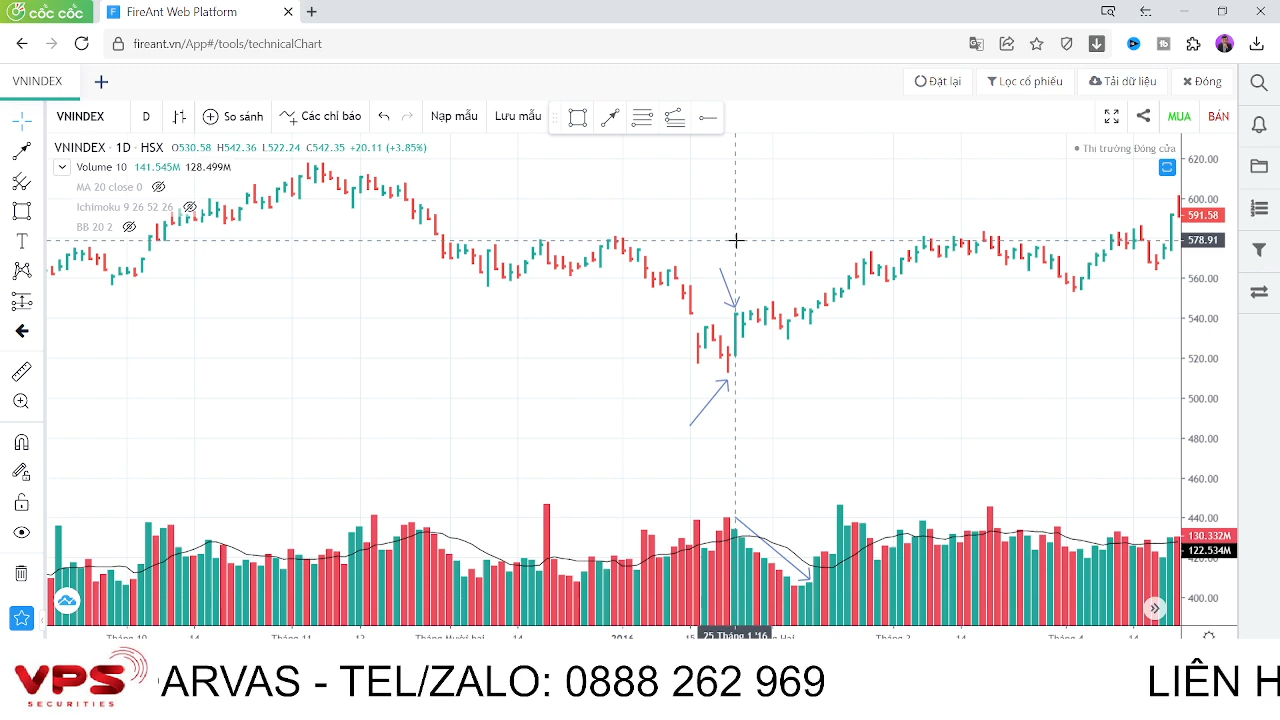 cốc cốc
F FireAnt Web Platform
fireant.vn/App#/tools/technicalChart
VNINDEX
Đặt lại
Lọc cổ phiếu
Tải dữ liệu
Đóng
VNINDEX
D
So sánh
Các chỉ báo
Nạp mẫu
Lưu mẫu
MUA
BÁN
VNINDEX · 1D · HSX O530.58 H542.36 L522.24 C542.35 +20.11 (+3.85%)
Thị trường Đóng cửa
Volume 10 141.545M 128.499M
MA 20 close 0
Ichimoku 9 26 52 26
BB 20 2
620.00
600.00
591.58
578.91
560.00
540.00
520.00
500.00
480.00
460.00
440.00
130.332M
122.534M
420.00
400.00
Tháng 10
14
Tháng 11
13
Tháng Mười hai
14
2016
15
25 Tháng 1 '16
Hai
Tháng 3
14
Tháng 4
14
VPS
SECURITIES
ARVAS - TEL/ZALO: 0888 262 969
LIÊN H